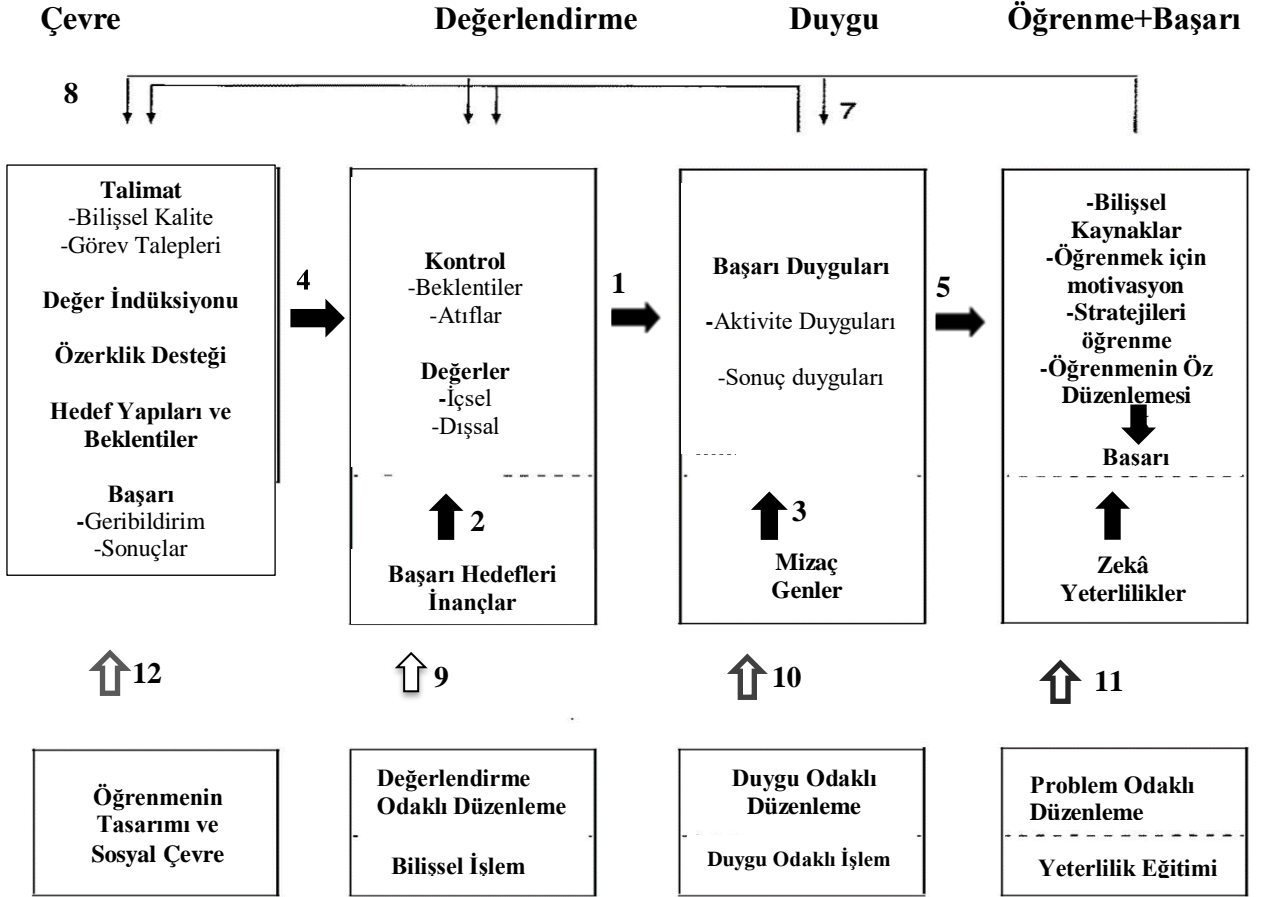 Çevre
Değerlendirme
Duygu
Öğrenme+Başarı
8
7
Talimat
-Bilişsel Kalite
-Görev Talepleri
Değer İndüksiyonu
Özerklik Desteği
Hedef Yapıları ve
Beklentiler
Başarı
-Geribildirim
-Sonuçlar
4
Kontrol
-Beklentiler
-Atıflar
Değerler
-İçsel
-Dışsal
2
Başarı Hedefleri
İnançlar
1
Başarı Duyguları
-Aktivite Duyguları
-Sonuç duyguları
3
Mizaç
Genler
5
-Bilişsel
Kaynaklar
-Öğrenmek için
motivasyon
-Stratejileri
öğrenme
-Öğrenmenin Öz
Düzenlemesi
Basarı
Zekâ
Yeterlilikler
12
9
10
11
Öğrenmenin
Tasarımı ve
Sosyal Çevre
Değerlendirme
Odaklı Düzenleme
Bilişsel İşlem
Duygu Odaklı
Düzenleme
Duygu Odaklı İşlem
Problem Odaklı
Düzenleme
Yeterlilik Eğitimi